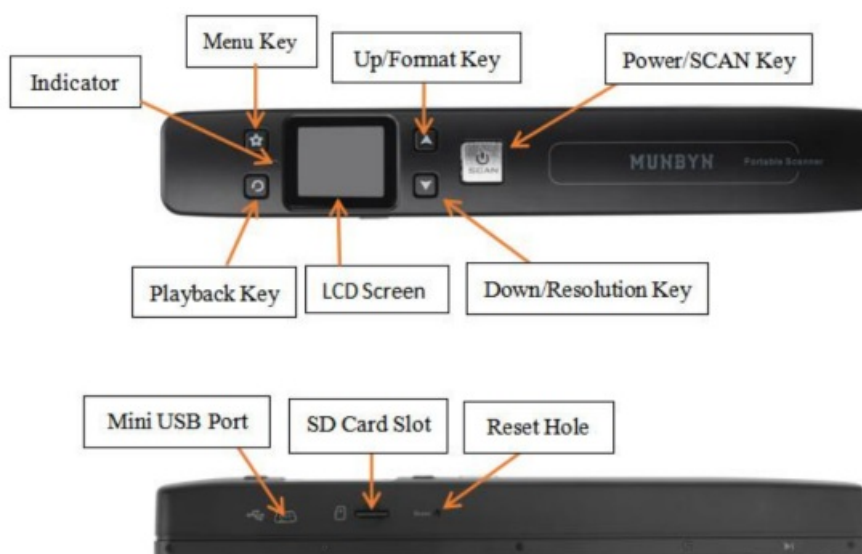 Menu Key
Up/Format Key
Power/SCAN Key
Indicator
SCAN
MUNBYN
Portable Scanner
Playback Key
LCD Screen
Down/Resolution Key
Mini USB Port
SD Card Slot
Reset Hole
Reset